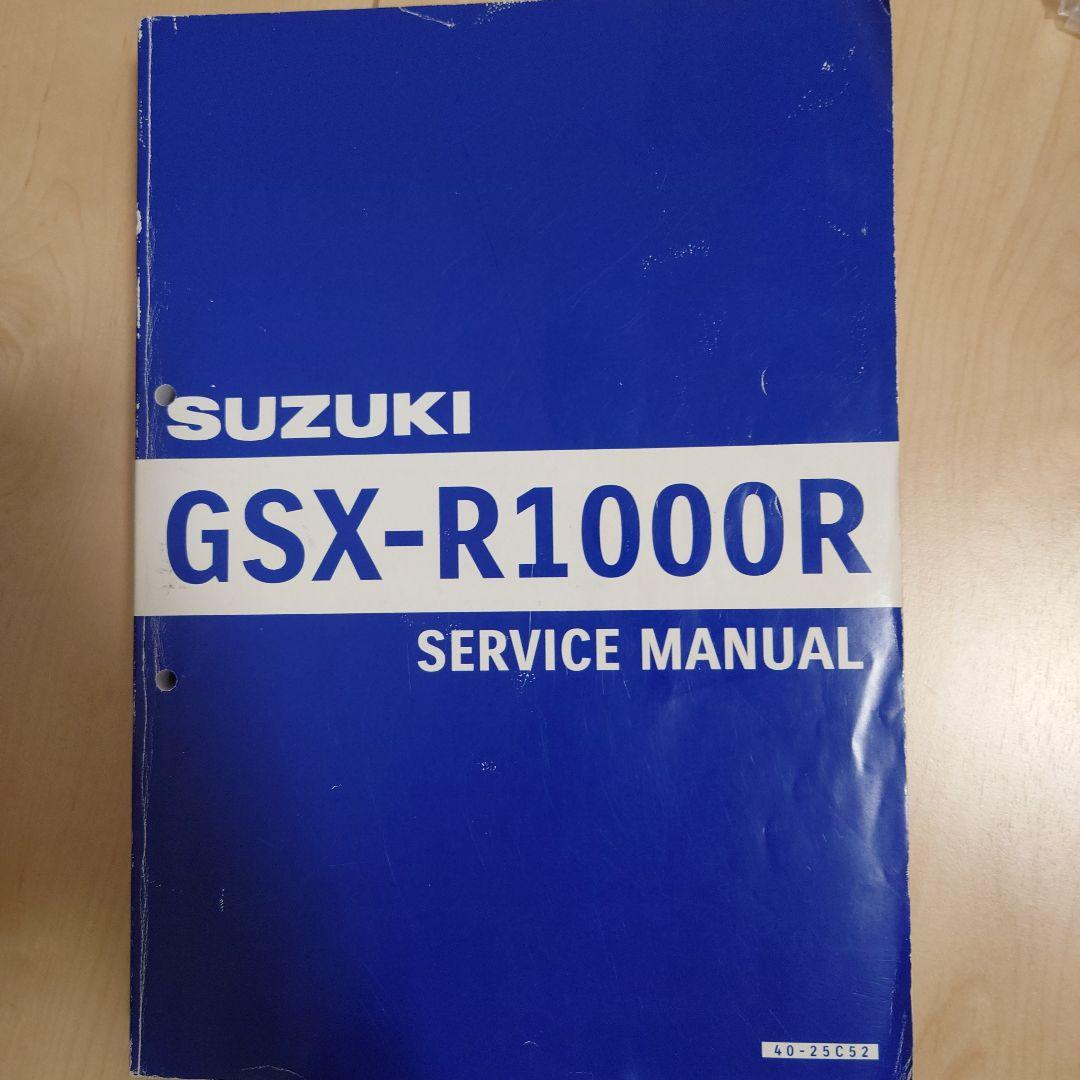 SUZUKI
GSX-R1000R
SERVICE MANUAL
40-25C52